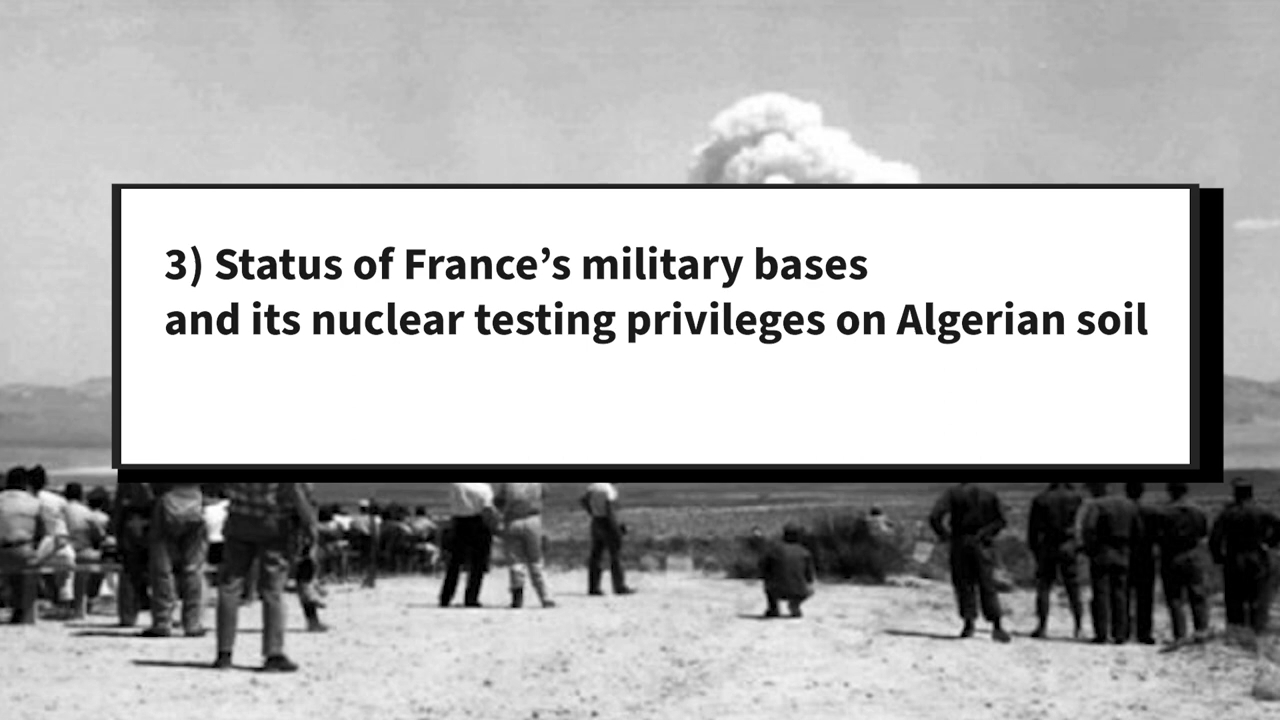 3) Status of France’s military bases
and its nuclear testing privileges on Algerian soil